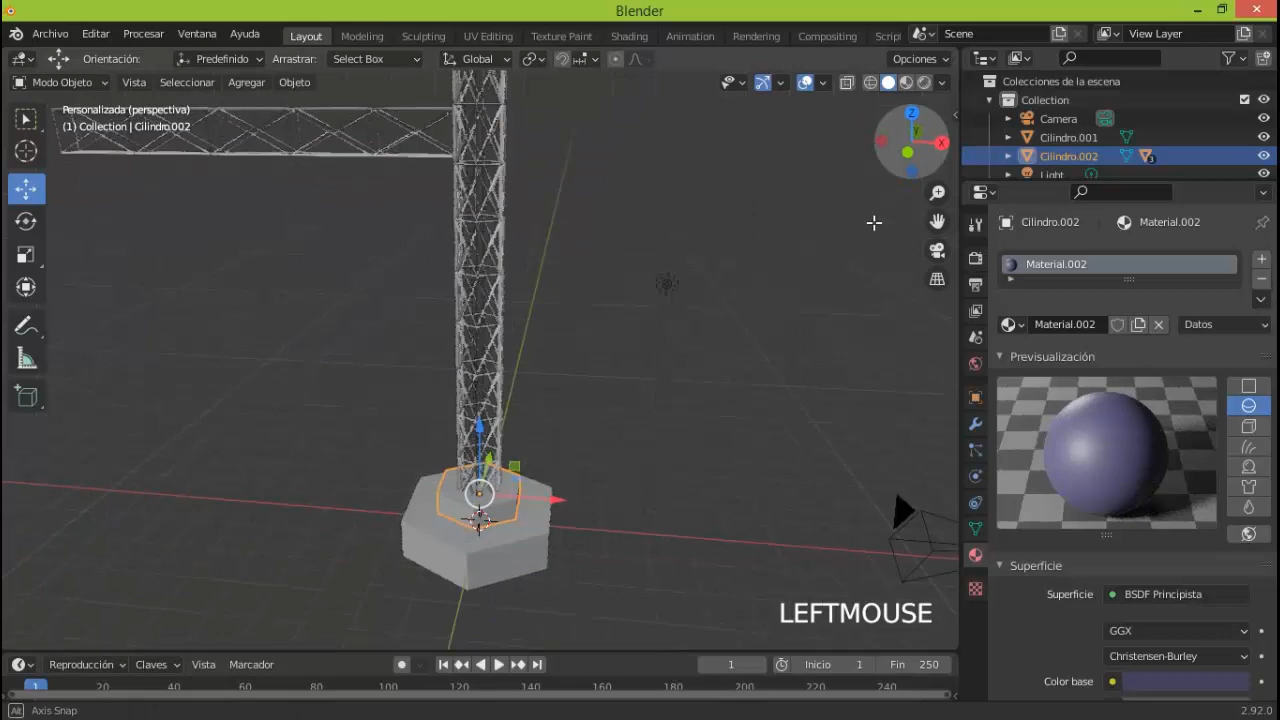 Blender
Archivo Editar Procesar Ventana Ayuda Layout Modeling Sculpting UV Editing Texture Paint Shading Animation Rendering Compositing Script Scene View Layer
Orientación: Predefinido Arrastrar: Select Box Global Opciones
Modo Objeto Vista Seleccionar Agregar Objeto
Personalizada (perspectiva)
(1) Collection | Cilindro.002
Z
Y
X
Colecciones de la escena
Collection
Camera
Cilindro.001
Cilindro.002
3
Light
Cilindro.002 Material.002
Material.002
Material.002 Datos
Previsualización
Superficie
Superficie BSDF Principista
GGX
Christensen-Burley
Color base
LEFTMOUSE
Reproducción Claves Vista Marcador 1 Inicio 1 Fin 250
1 20 40 60 80 100 120 140 160 180 200 220 240
Alt Axis Snap 2.92.0